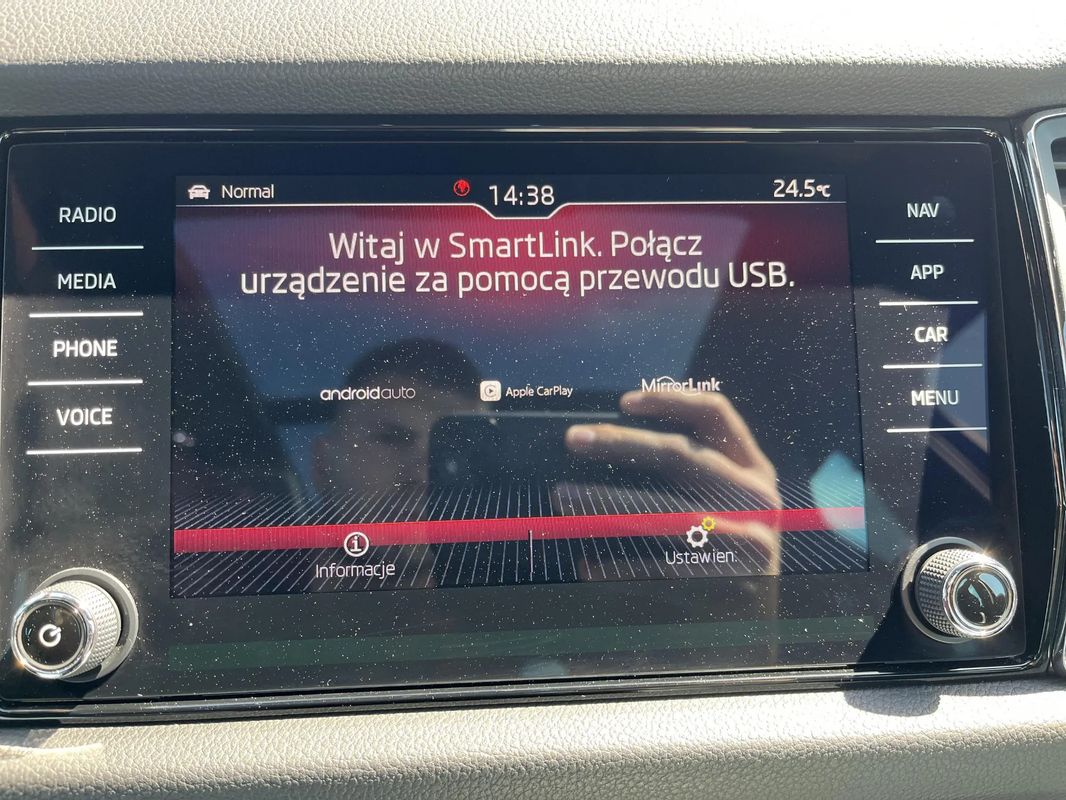 Normal
14:38
24.5°C
RADIO
MEDIA
PHONE
VOICE
Witaj w SmartLink. Połącz
urządzenie za pomocą przewodu USB.
androidauto
Apple CarPlay
MirrorLink
Informacje
Ustawien.
NAV
APP
CAR
MENU